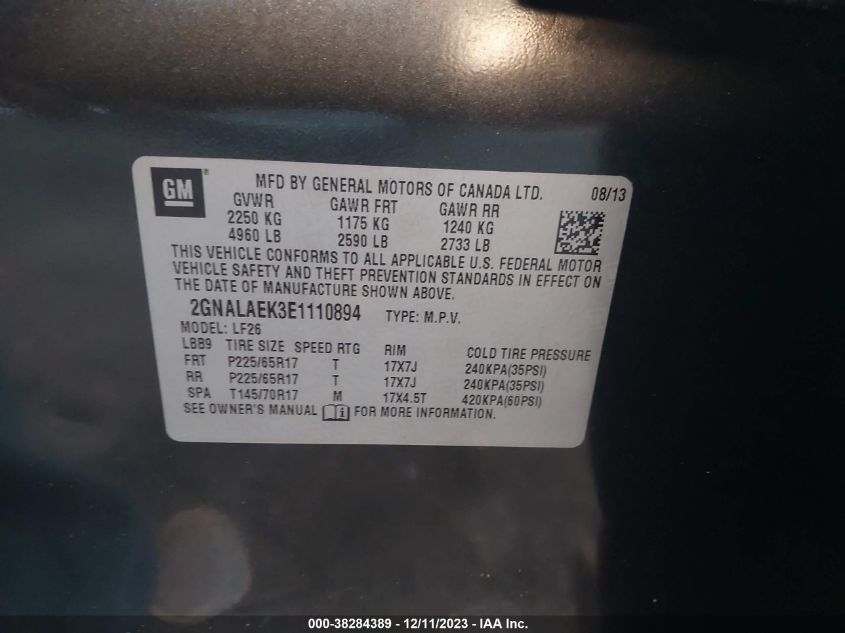 GM ® MFD BY GENERAL MOTORS OF CANADA LTD. 08/13
GVWR GAWR FRT GAWR RR
2250 KG 1175 KG 1240 KG
4960 LB 2590 LB 2733 LB
THIS VEHICLE CONFORMS TO ALL APPLICABLE U.S. FEDERAL MOTOR
VEHICLE SAFETY AND THEFT PREVENTION STANDARDS IN EFFECT ON
THE DATE OF MANUFACTURE SHOWN ABOVE.
2GNALAEK3E1110894 TYPE: M.P.V.
MODEL: LF26
LBB9 TIRE SIZE SPEED RTG RIM COLD TIRE PRESSURE
FRT P225/65R17 T 17X7J 240KPA(35PSI)
RR P225/65R17 T 17X7J 240KPA(35PSI)
SPA T145/70R17 M 17X4.5T 420KPA(60PSI)
SEE OWNER'S MANUAL FOR MORE INFORMATION.
000-38284389 - 12/11/2023 - IAA Inc.